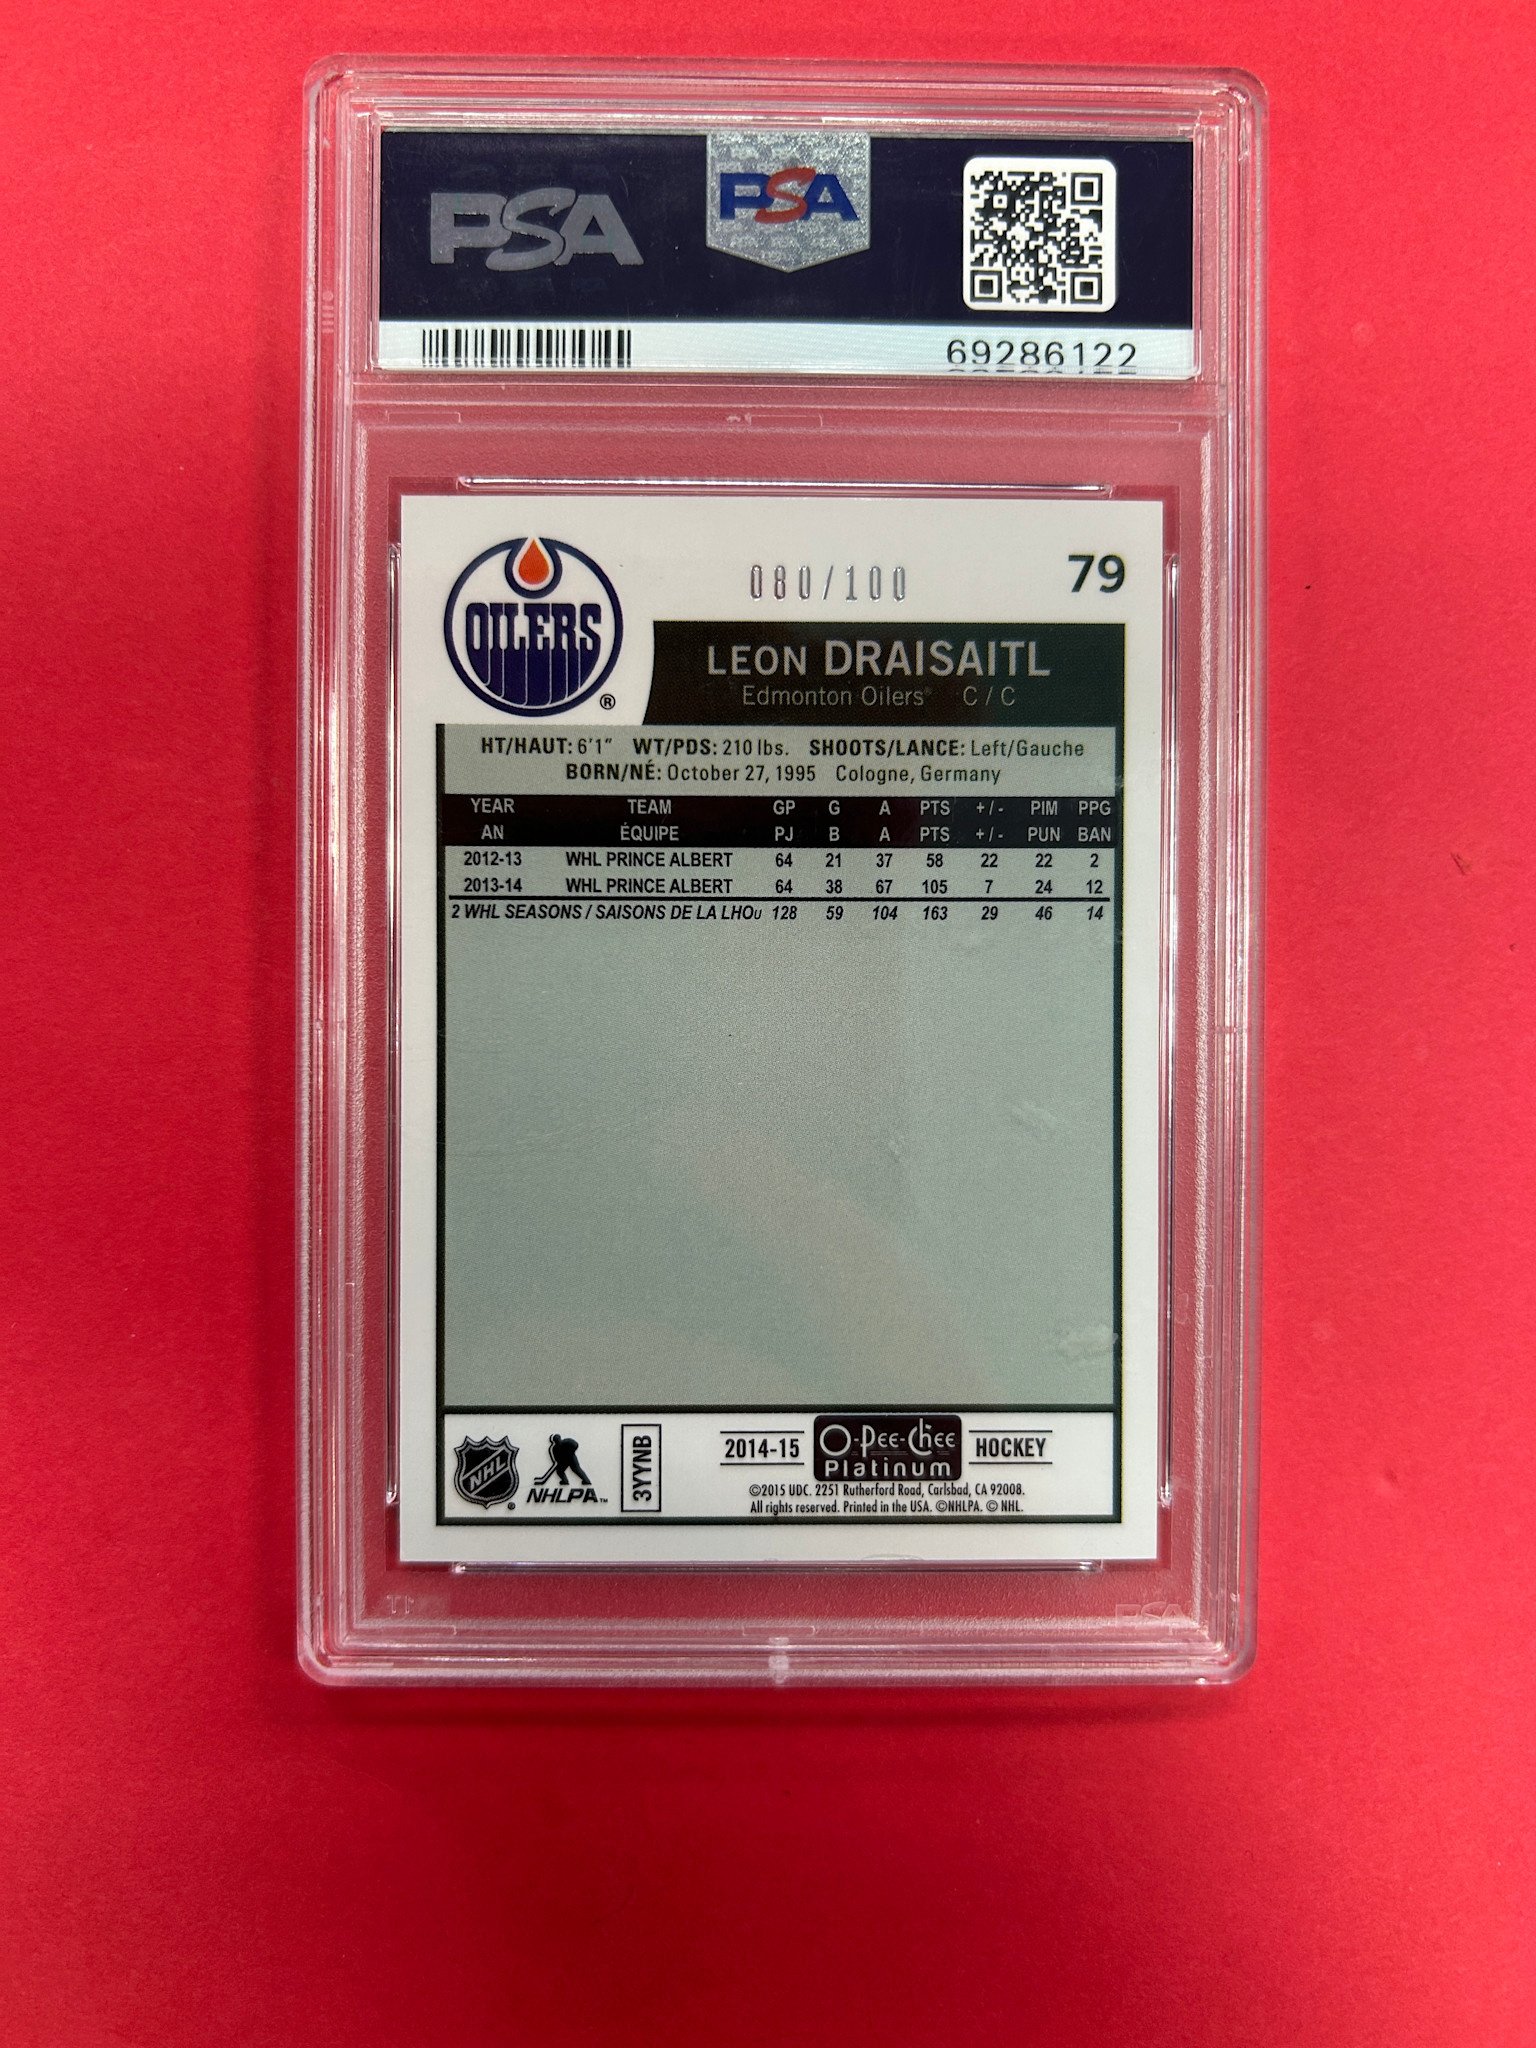 PSA
PSA
69286122
080/100
79
OILERS
®
LEON DRAISAITL
Edmonton Oilers® C / C
HT/HAUT: 6'1" WT/PDS: 210 lbs. SHOOTS/LANCE: Left/Gauche
BORN/NÉ: October 27, 1995 Cologne, Germany
YEAR TEAM GP G A PTS +/- PIM PPG
AN ÉQUIPE PJ B A PTS +/- PUN BAN
2012-13 WHL PRINCE ALBERT 64 21 37 58 22 22 2
2013-14 WHL PRINCE ALBERT 64 38 67 105 7 24 12
2 WHL SEASONS / SAISONS DE LA LHOu 128 59 104 163 29 46 14
NHL ®
NHLPA™
3YYNB
2014-15 O-Pee-Chee Platinum HOCKEY
©2015 UDC. 2251 Rutherford Road, Carlsbad, CA 92008.
All rights reserved. Printed in the USA. ©NHLPA. © NHL.
PSA